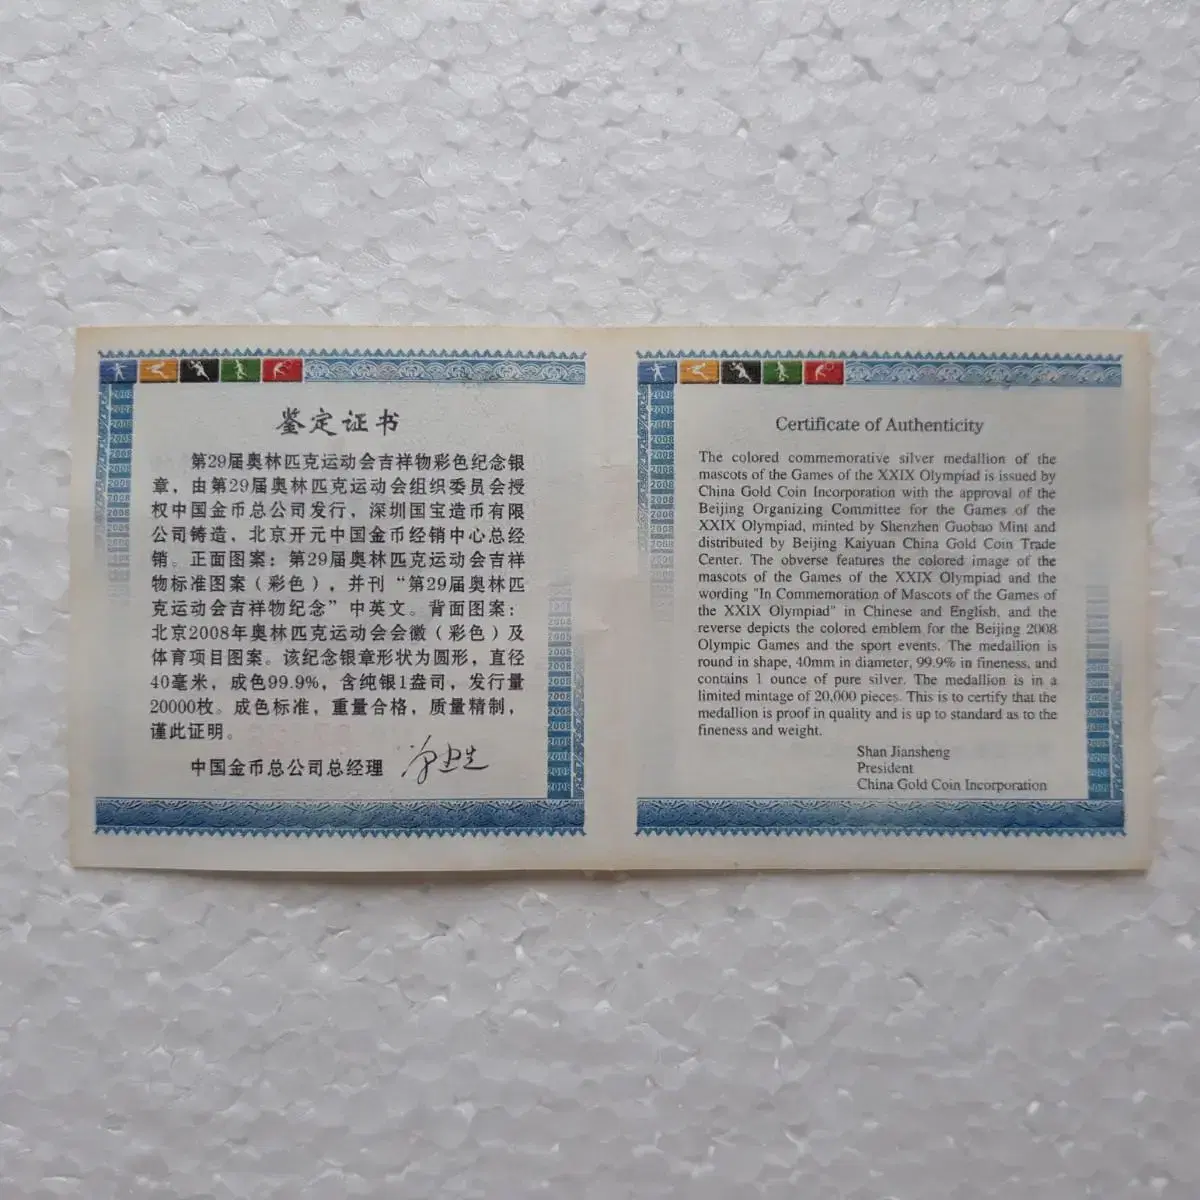 鉴定证书
第29届奥林匹克运动会吉祥物彩色纪念银
章，由第29届奥林匹克运动会组织委员会授
权中国金币总公司发行，深圳国宝造币有限
公司铸造，北京开元中国金币经销中心总经
销。正面图案：第29届奥林匹克运动会吉祥
物标准图案（彩色），并刊“第29届奥林匹
克运动会吉祥物纪念”中英文。背面图案：
北京2008年奥林匹克运动会会徽（彩色）及
体育项目图案。该纪念银章形状为圆形，直径
40毫米，成色99.9%，含纯银1盎司，发行量
20000枚。成色标准，重量合格，质量精制，
谨此证明。
中国金币总公司总经理
Certificate of Authenticity
The colored commemorative silver medallion of the
mascots of the Games of the XXIX Olympiad is issued by
China Gold Coin Incorporation with the approval of the
Beijing Organizing Committee for the Games of the
XXIX Olympiad, minted by Shenzhen Guobao Mint and
distributed by Beijing Kaiyuan China Gold Coin Trade
Center. The obverse features the colored image of the
mascots of the Games of the XXIX Olympiad and the
wording "In Commemoration of Mascots of the Games of
the XXIX Olympiad" in Chinese and English, and the
reverse depicts the colored emblem for the Beijing 2008
Olympic Games and the sport events. The medallion is
round in shape, 40mm in diameter, 99.9% in fineness, and
contains 1 ounce of pure silver. The medallion is in a
limited mintage of 20,000 pieces. This is to certify that the
medallion is proof in quality and is up to standard as to the
fineness and weight.
Shan Jiansheng
President
China Gold Coin Incorporation